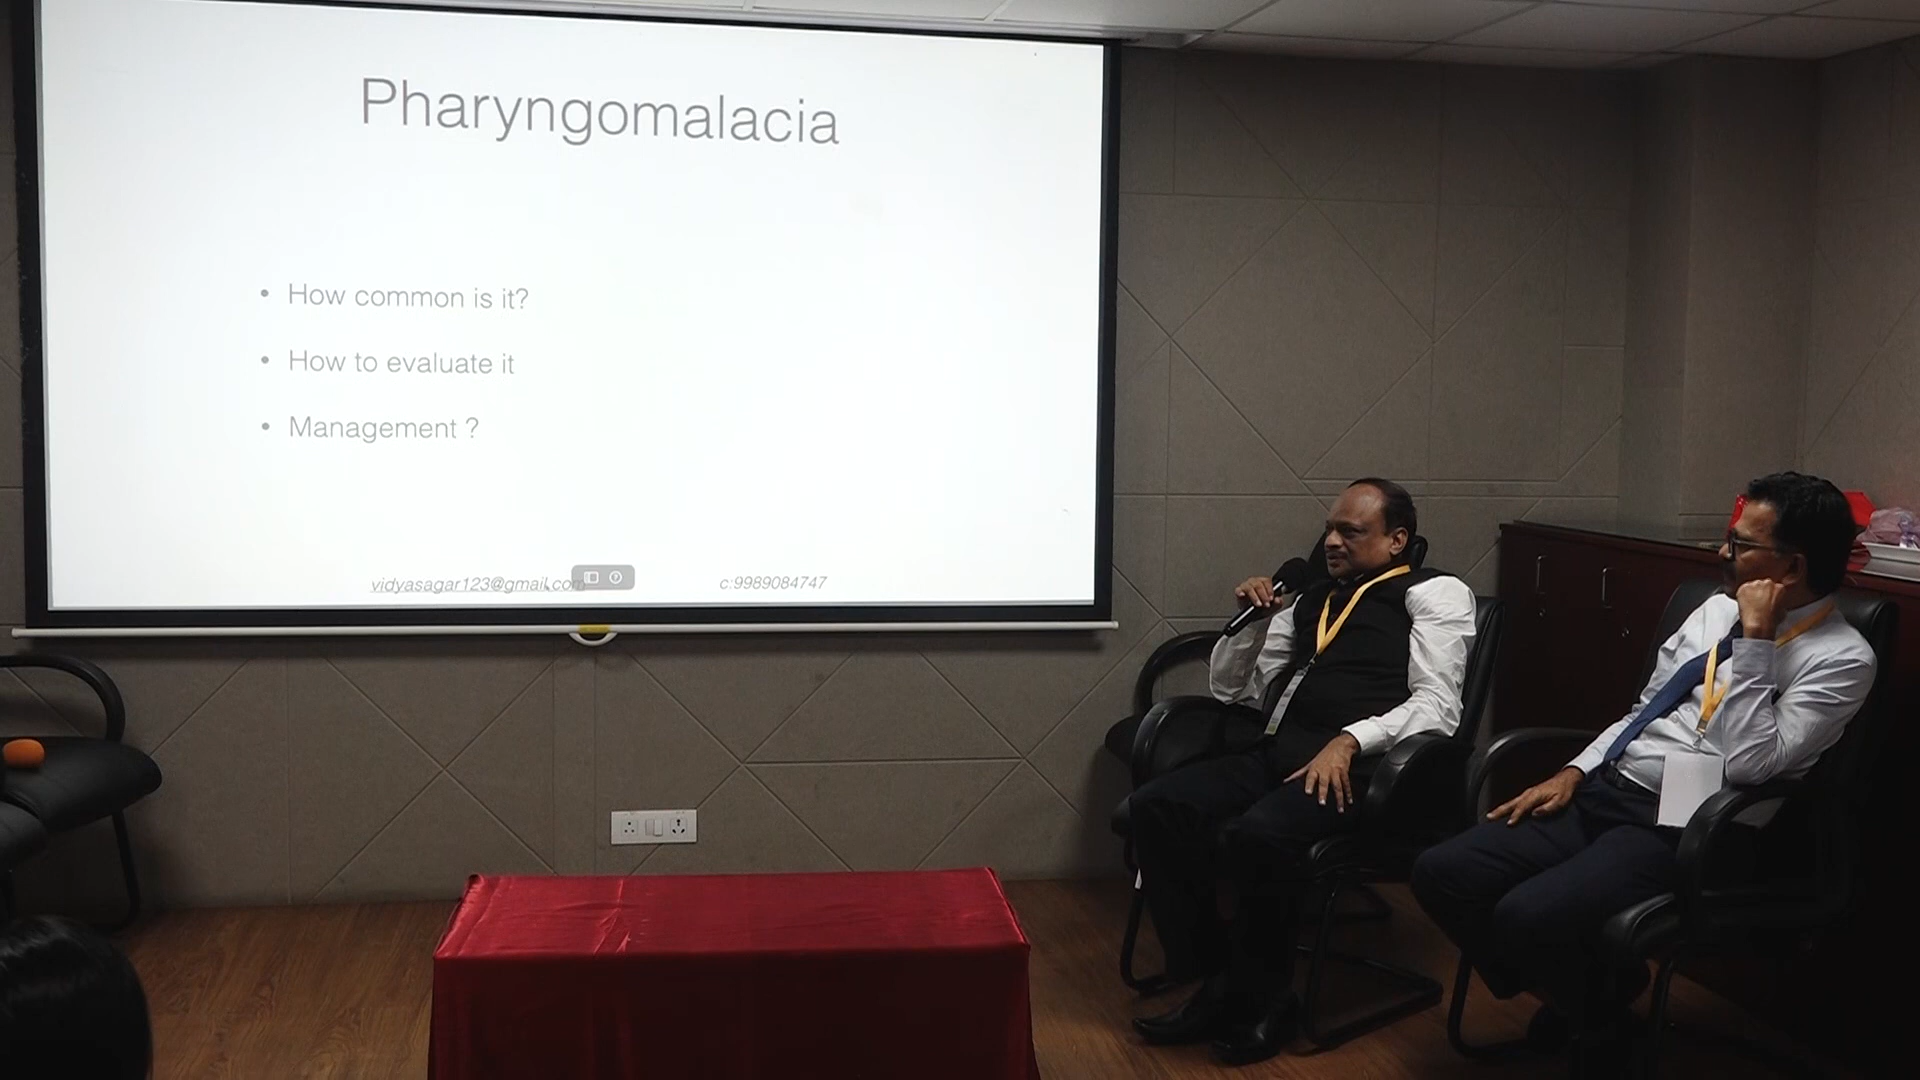 Pharyngomalacia
• How common is it?
• How to evaluate it
• Management ?
vidyasagar123@gmail.com c:9989084747